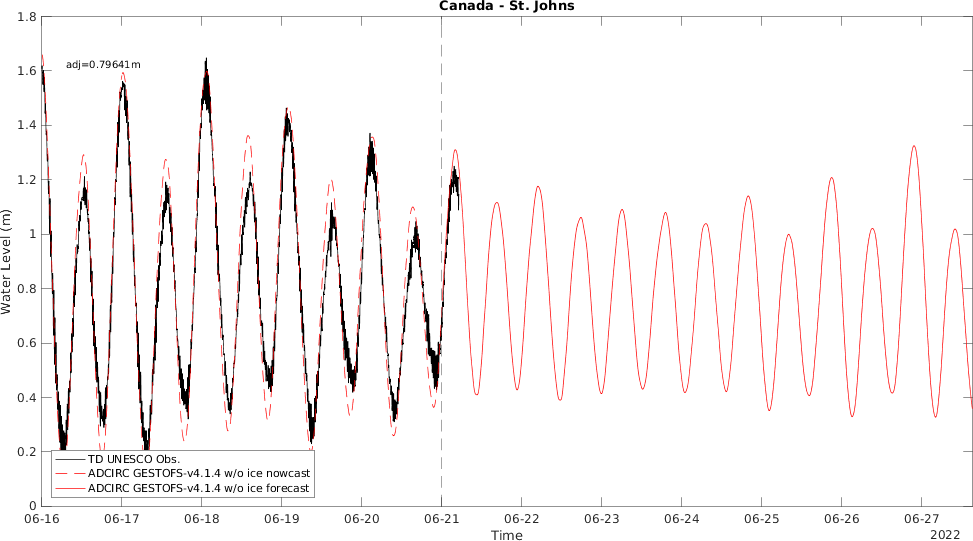 Canada - St. Johns
adj=0.79641m
Water Level (m)
1.8
1.6
1.4
1.2
1
0.8
0.6
0.4
0.2
0
TD UNESCO Obs.
ADCIRC GESTOFS-v4.1.4 w/o ice nowcast
ADCIRC GESTOFS-v4.1.4 w/o ice forecast
06-16 06-17 06-18 06-19 06-20 06-21 06-22 06-23 06-24 06-25 06-26 06-27
Time
2022